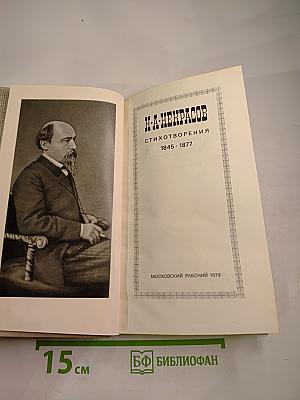 Н·А·НЕКРАСОВ
СТИХОТВОРЕНИЯ
1845-1877
МОСКОВСКИЙ РАБОЧИЙ 1979
15 см
БФ БИБЛИОФАН